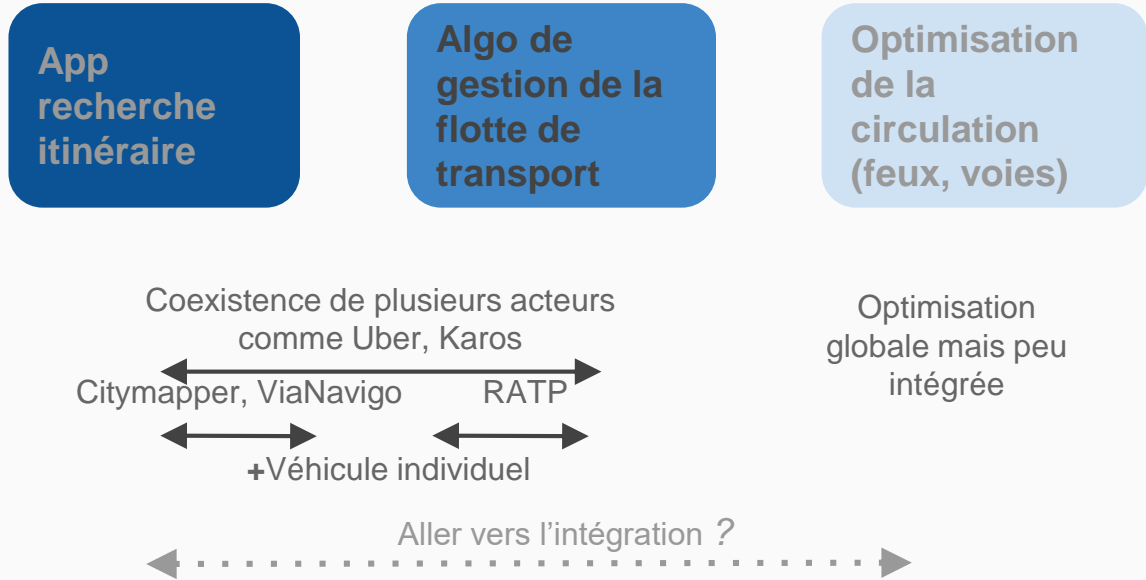 App
recherche
itinéraire
Algo de
gestion de la
flotte de
transport
Optimisation
de la
circulation
(feux, voies)
Coexistence de plusieurs acteurs
comme Uber, Karos
Optimisation
globale mais peu
intégrée
Citymapper, ViaNavigo
RATP
+Véhicule individuel
Aller vers l’intégration ?